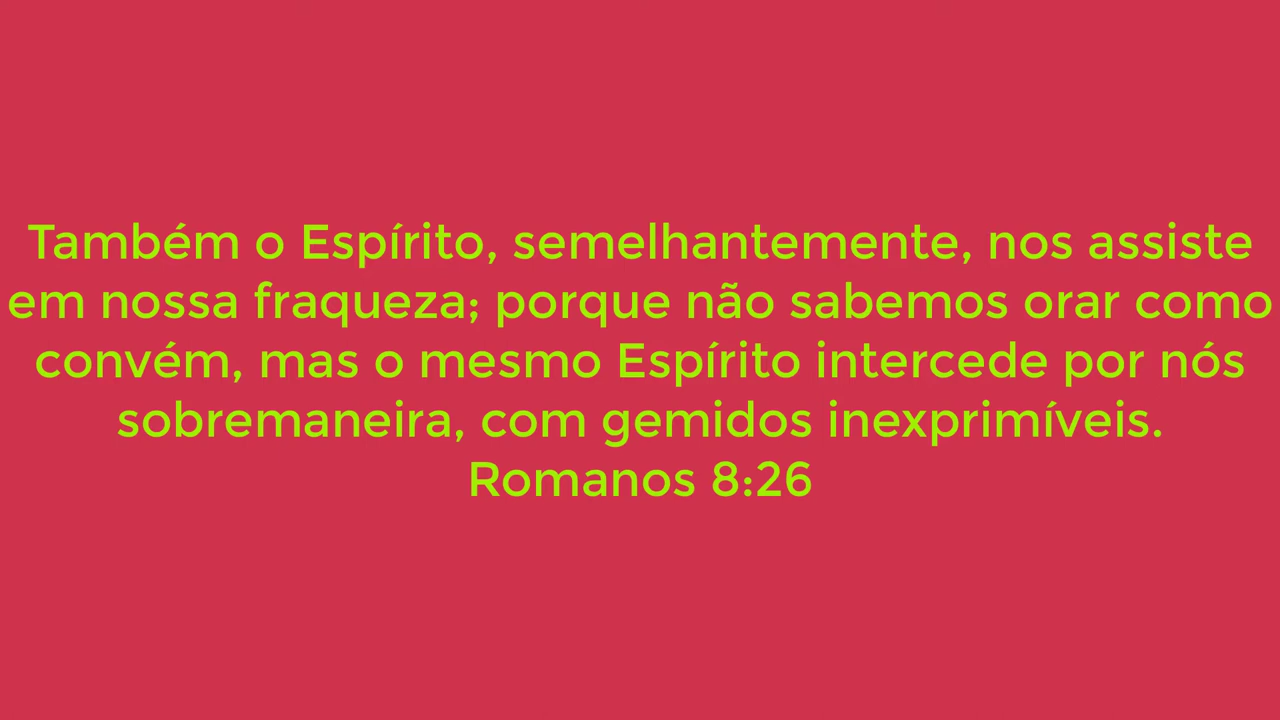 Também o Espírito, semelhantemente, nos assiste
em nossa fraqueza; porque não sabemos orar como
convém, mas o mesmo Espírito intercede por nós
sobremaneira, com gemidos inexprimíveis.
Romanos 8:26